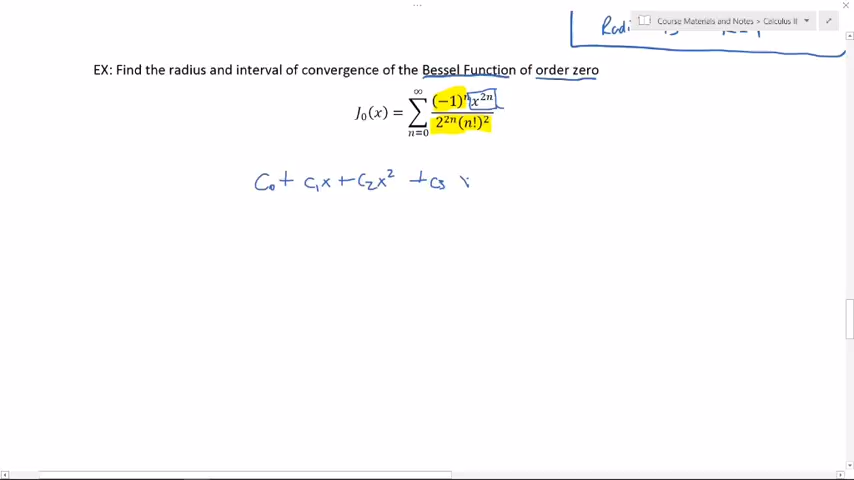 Course Materials and Notes > Calculus II
EX: Find the radius and interval of convergence of the Bessel Function of order zero
J₀(x) = ∑_{n=0}^{∞} (−1)ⁿx²ⁿ / 2²ⁿ(n!)²
C₀ + C₁x + C₂x² + C₃ x